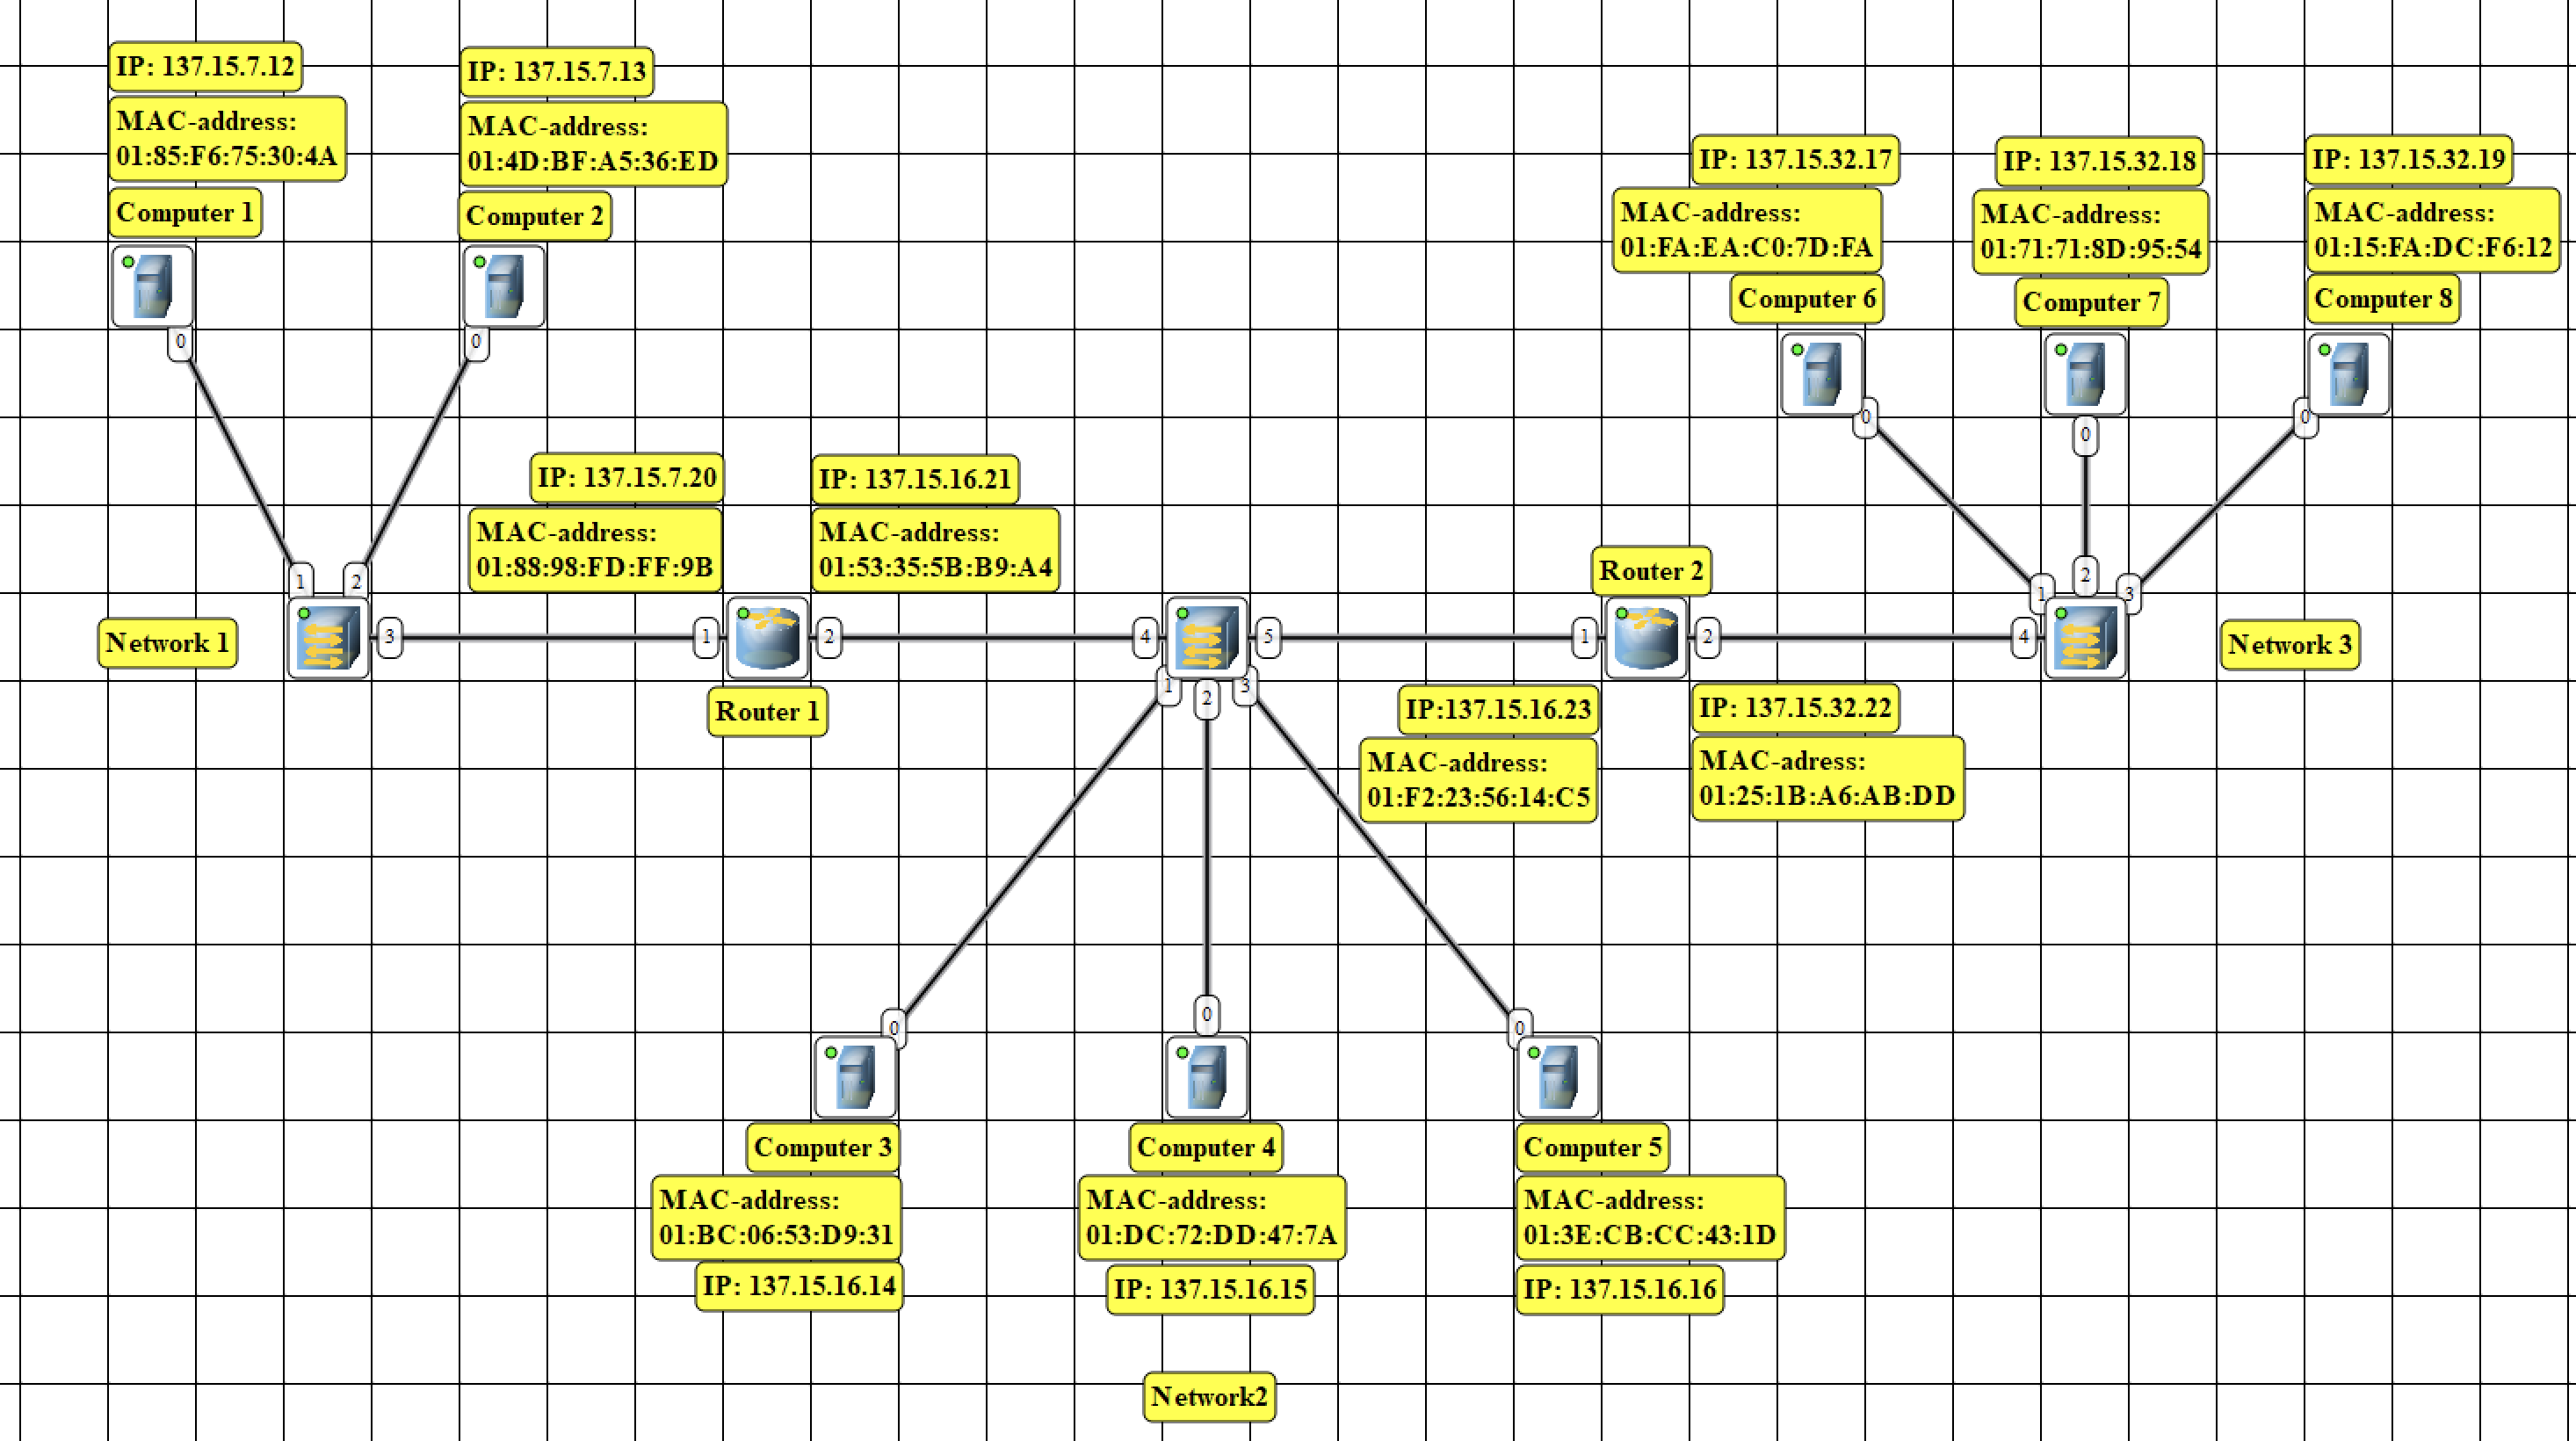 IP: 137.15.7.12
MAC-address:
01:85:F6:75:30:4A
Computer 1
0
IP: 137.15.7.13
MAC-address:
01:4D:BF:A5:36:ED
Computer 2
0
IP: 137.15.32.17
MAC-address:
01:FA:EA:C0:7D:FA
Computer 6
0
IP: 137.15.32.18
MAC-address:
01:71:71:8D:95:54
Computer 7
0
IP: 137.15.32.19
MAC-address:
01:15:FA:DC:F6:12
Computer 8
0
IP: 137.15.7.20
MAC-address:
01:88:98:FD:FF:9B
IP: 137.15.16.21
MAC-address:
01:53:35:5B:B9:A4
Router 2
1 2
1 2 3
Network 1
3
1
2
4
5
1
2
4
Network 3
Router 1
1 2 3
IP:137.15.16.23
MAC-address:
01:F2:23:56:14:C5
IP: 137.15.32.22
MAC-adress:
01:25:1B:A6:AB:DD
0
0
0
Computer 3
MAC-address:
01:BC:06:53:D9:31
IP: 137.15.16.14
Computer 4
MAC-address:
01:DC:72:DD:47:7A
IP: 137.15.16.15
Computer 5
MAC-address:
01:3E:CB:CC:43:1D
IP: 137.15.16.16
Network2